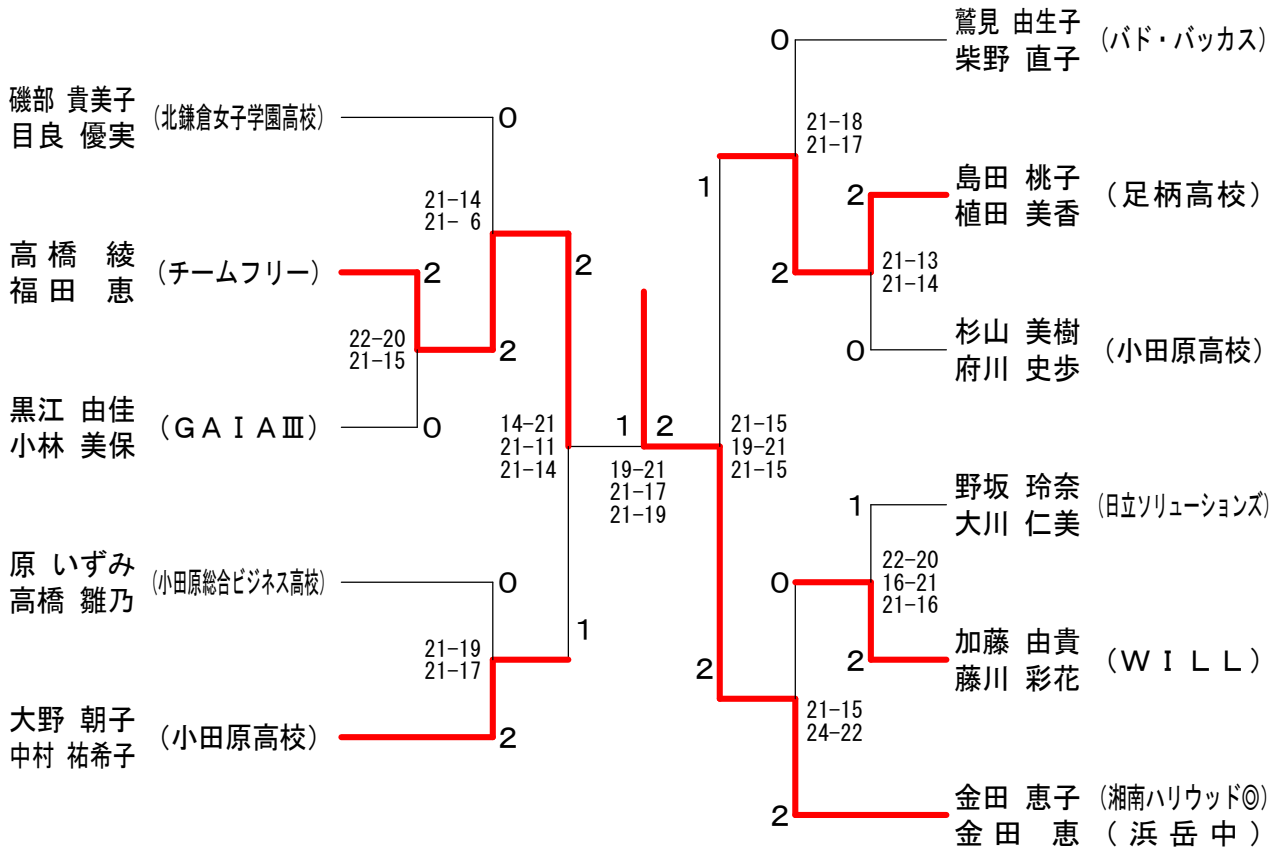 磯部 貴美子
目良 優実
(北鎌倉女子学園高校)
0
21-14
21- 6
高橋 綾
福田 恵
(チームフリー)
2
22-20
21-15
2
黒江 由佳
小林 美保
(GAIAⅢ)
0
2
14-21
21-11
21-14
原 いずみ
高橋 雛乃
(小田原総合ビジネス高校)
0
21-19
21-17
1
大野 朝子
中村 祐希子
(小田原高校)
2
1
2
19-21
21-17
21-19
0
鷲見 由生子
柴野 直子
(バド・バッカス)
21-18
21-17
1
2
島田 桃子
植田 美香
(足柄高校)
2
21-13
21-14
0
杉山 美樹
府川 史歩
(小田原高校)
21-15
19-21
21-15
1
野坂 玲奈
大川 仁美
(日立ソリューションズ)
0
22-20
16-21
21-16
2
加藤 由貴
藤川 彩花
(WILL)
2
21-15
24-22
2
金田 恵子
(湘南ハリウッド◎)
金田 恵
(浜岳中)